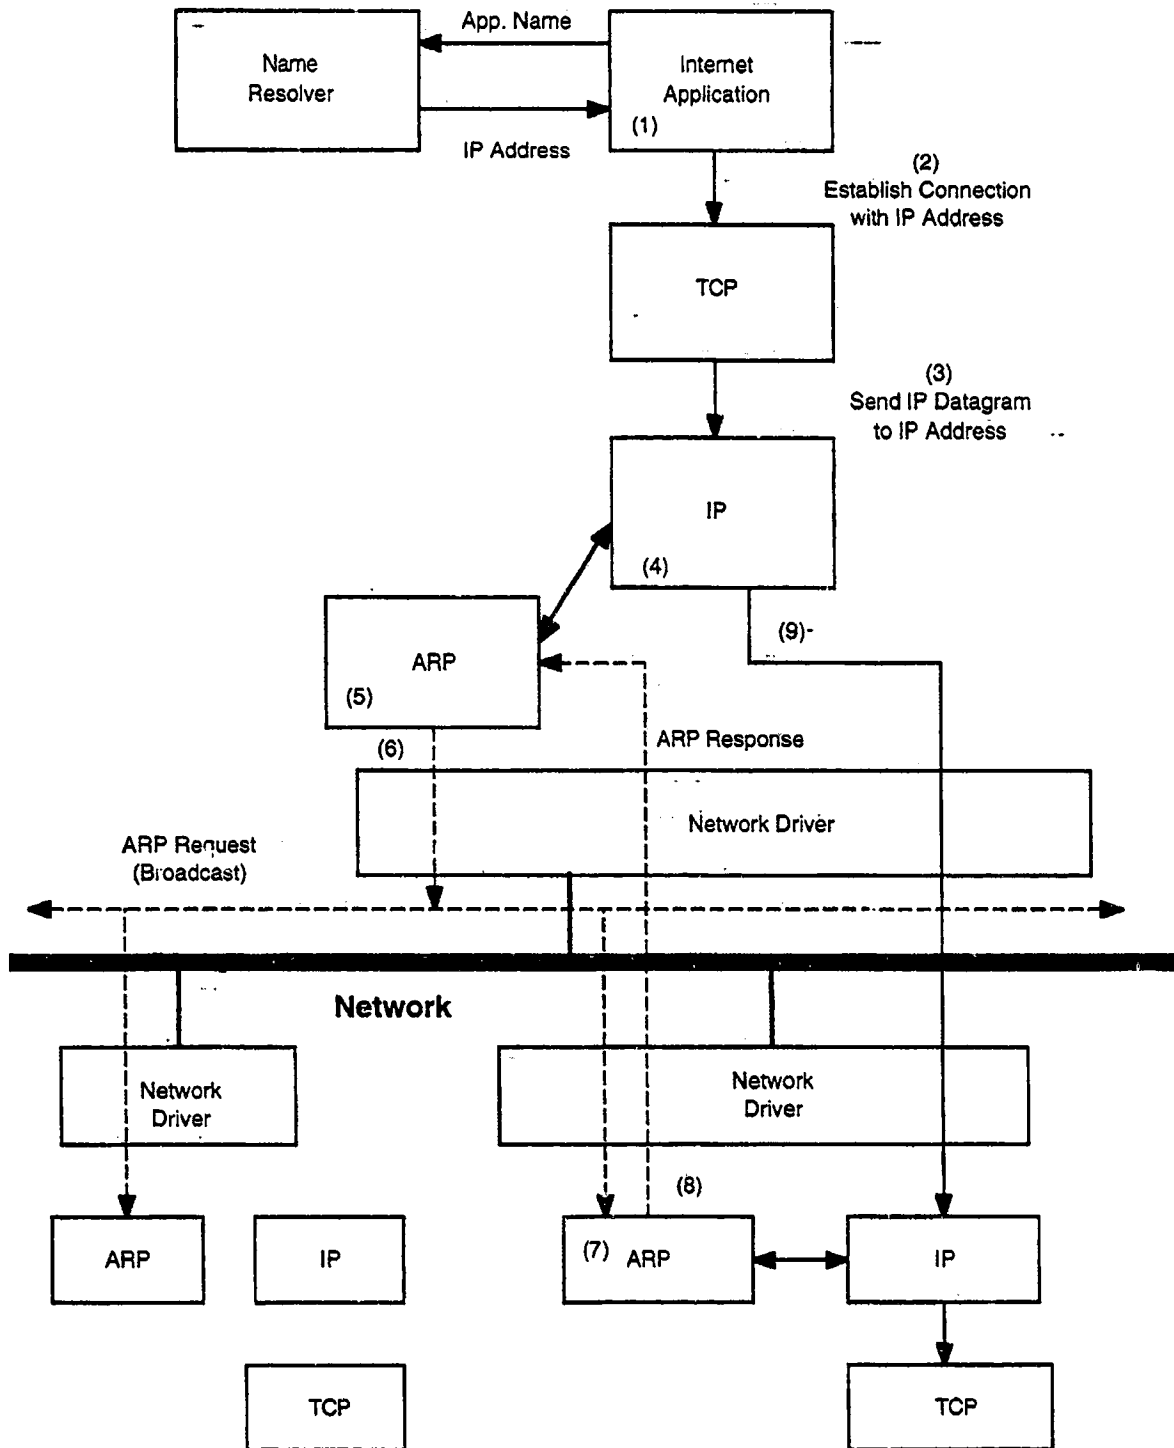 App. Name
Name
Resolver
Internet
Application
(1)
IP Address
(2)
Establish Connection
with IP Address
TCP
(3)
Send IP Datagram
to IP Address
IP
(4)
(9)
ARP
(5)
(6)
ARP Response
Network Driver
ARP Request
(Broadcast)
Network
Network
Driver
Network
Driver
(8)
ARP
IP
(7)
ARP
IP
TCP
TCP